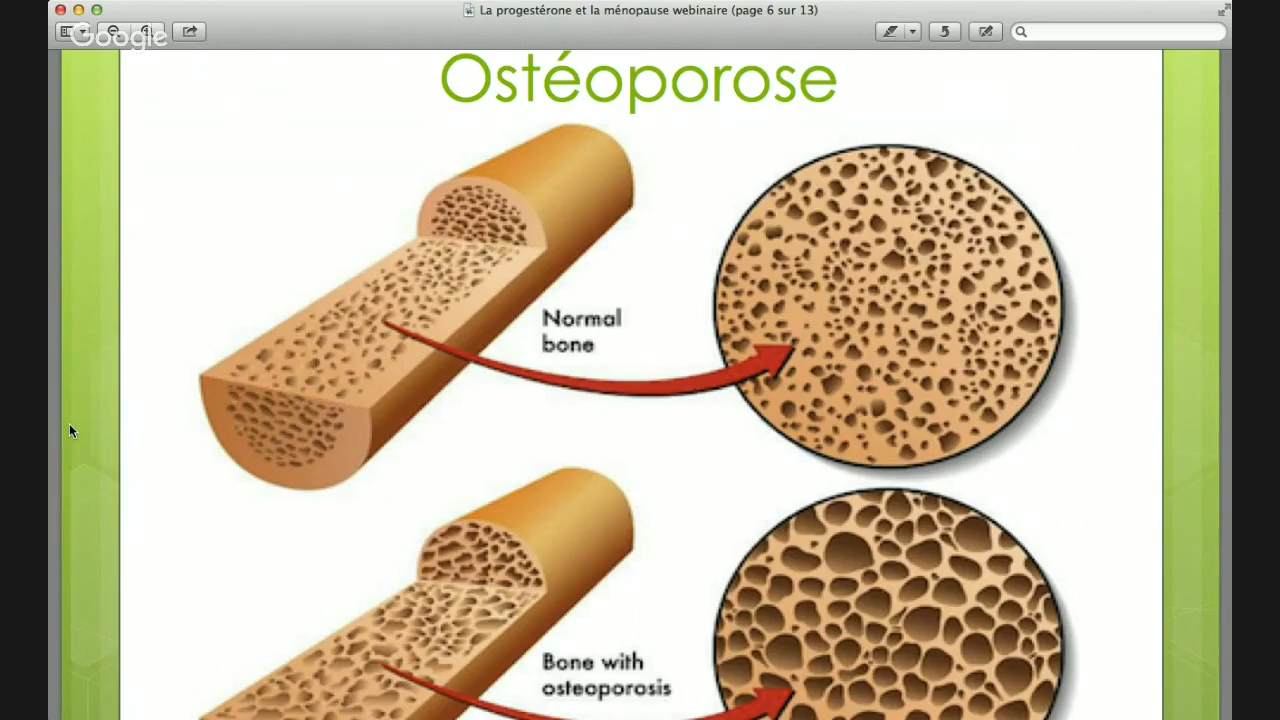 La progestérone et la ménopause webinaire (page 6 sur 13)
Google
Ostéoporose
Normal
bone
Bone with
osteoporosis